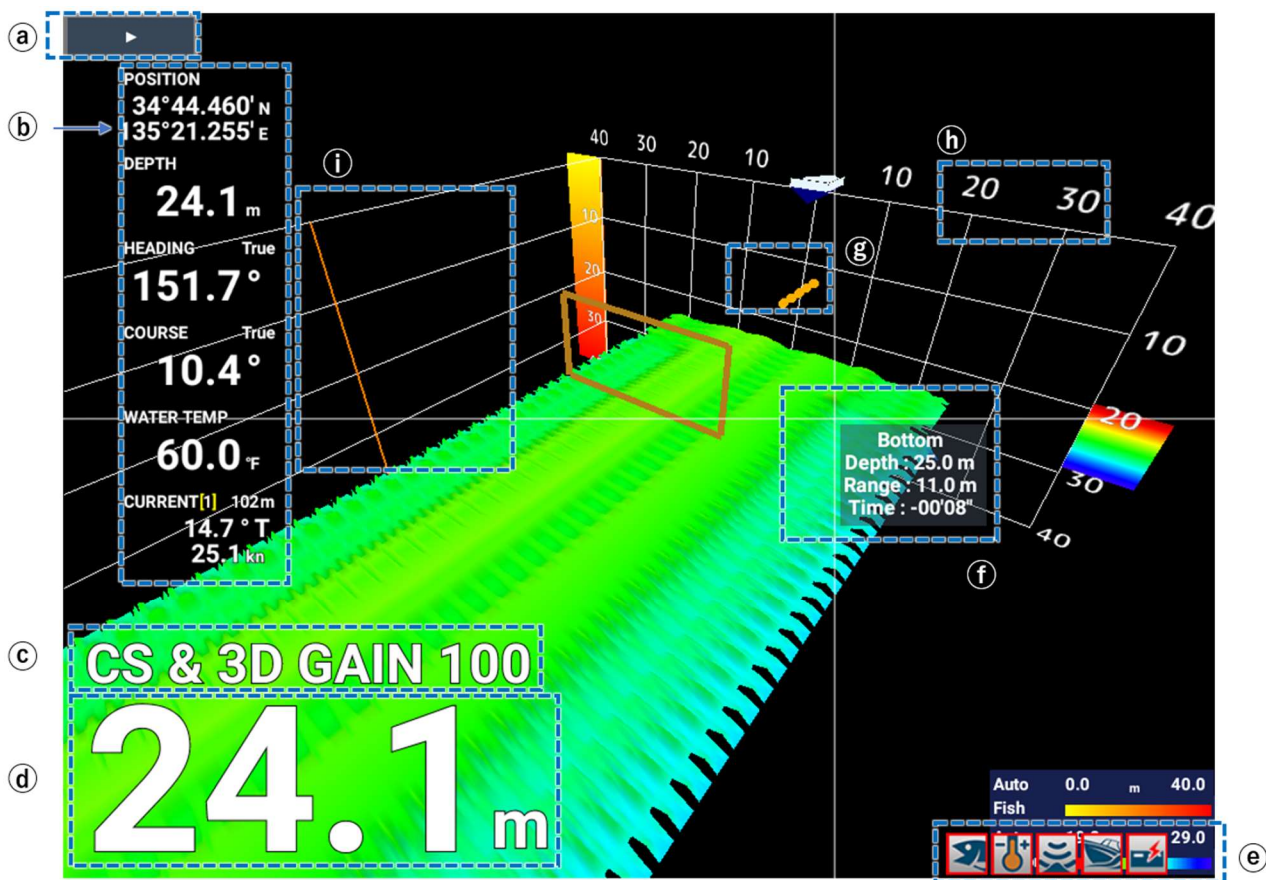 a
►
b
POSITION
34°44.460' N
135°21.255' E
DEPTH
24.1 m
HEADING True
151.7°
COURSE True
10.4°
WATER TEMP
60.0 °F
CURRENT[1] 102m
14.7 ° T
25.1 kn
i
40 30 20 10
10
20
30
h
10 20 30 40
g
10
20
30
40
Bottom
Depth : 25.0 m
Range : 11.0 m
Time : -00'08"
f
c
CS & 3D GAIN 100
d
24.1 m
Auto 0.0 m 40.0
Fish
29.0
e